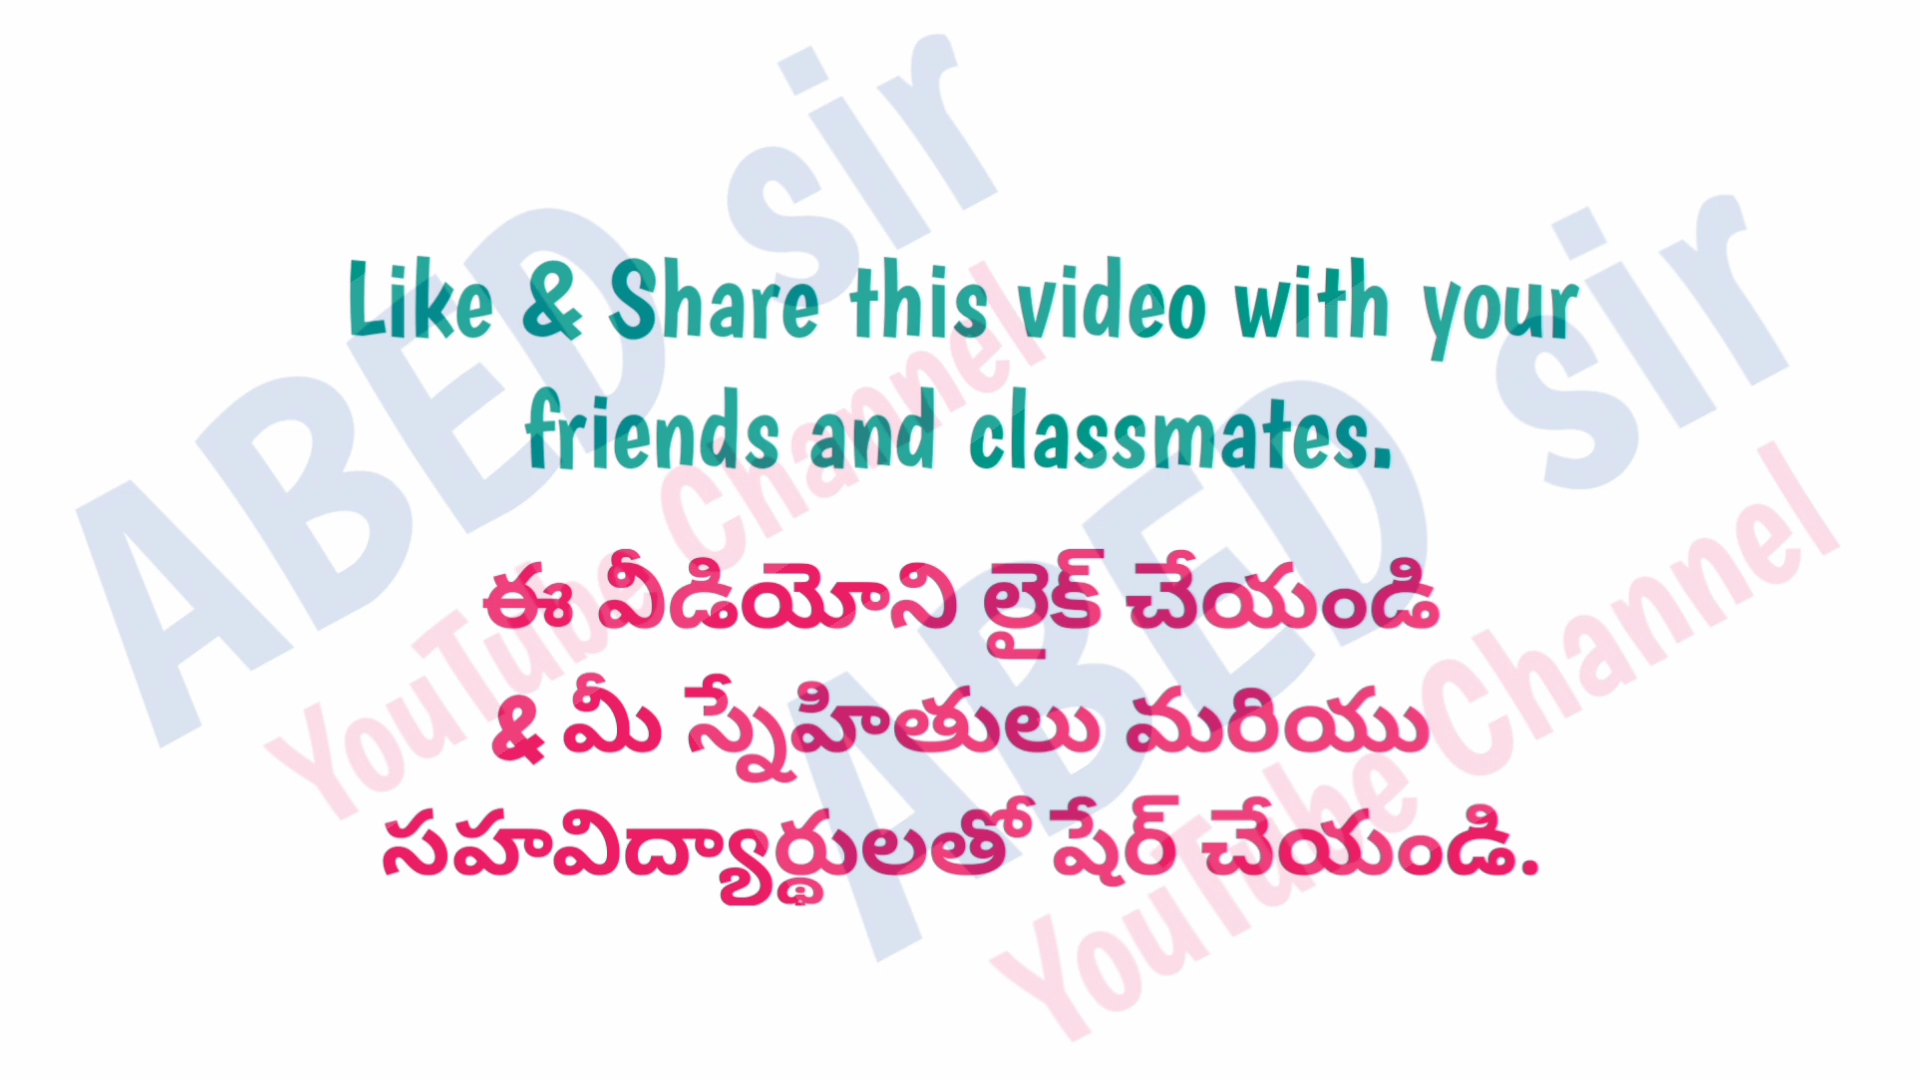 Like & Share this video with your
friends and classmates.
ఈ వీడియోని లైక్ చేయండి
& మీ స్నేహితులు మరియు
సహవిద్యార్థులతో షేర్ చేయండి.
ABED sir
YouTube Channel
ABED sir
YouTube Channel